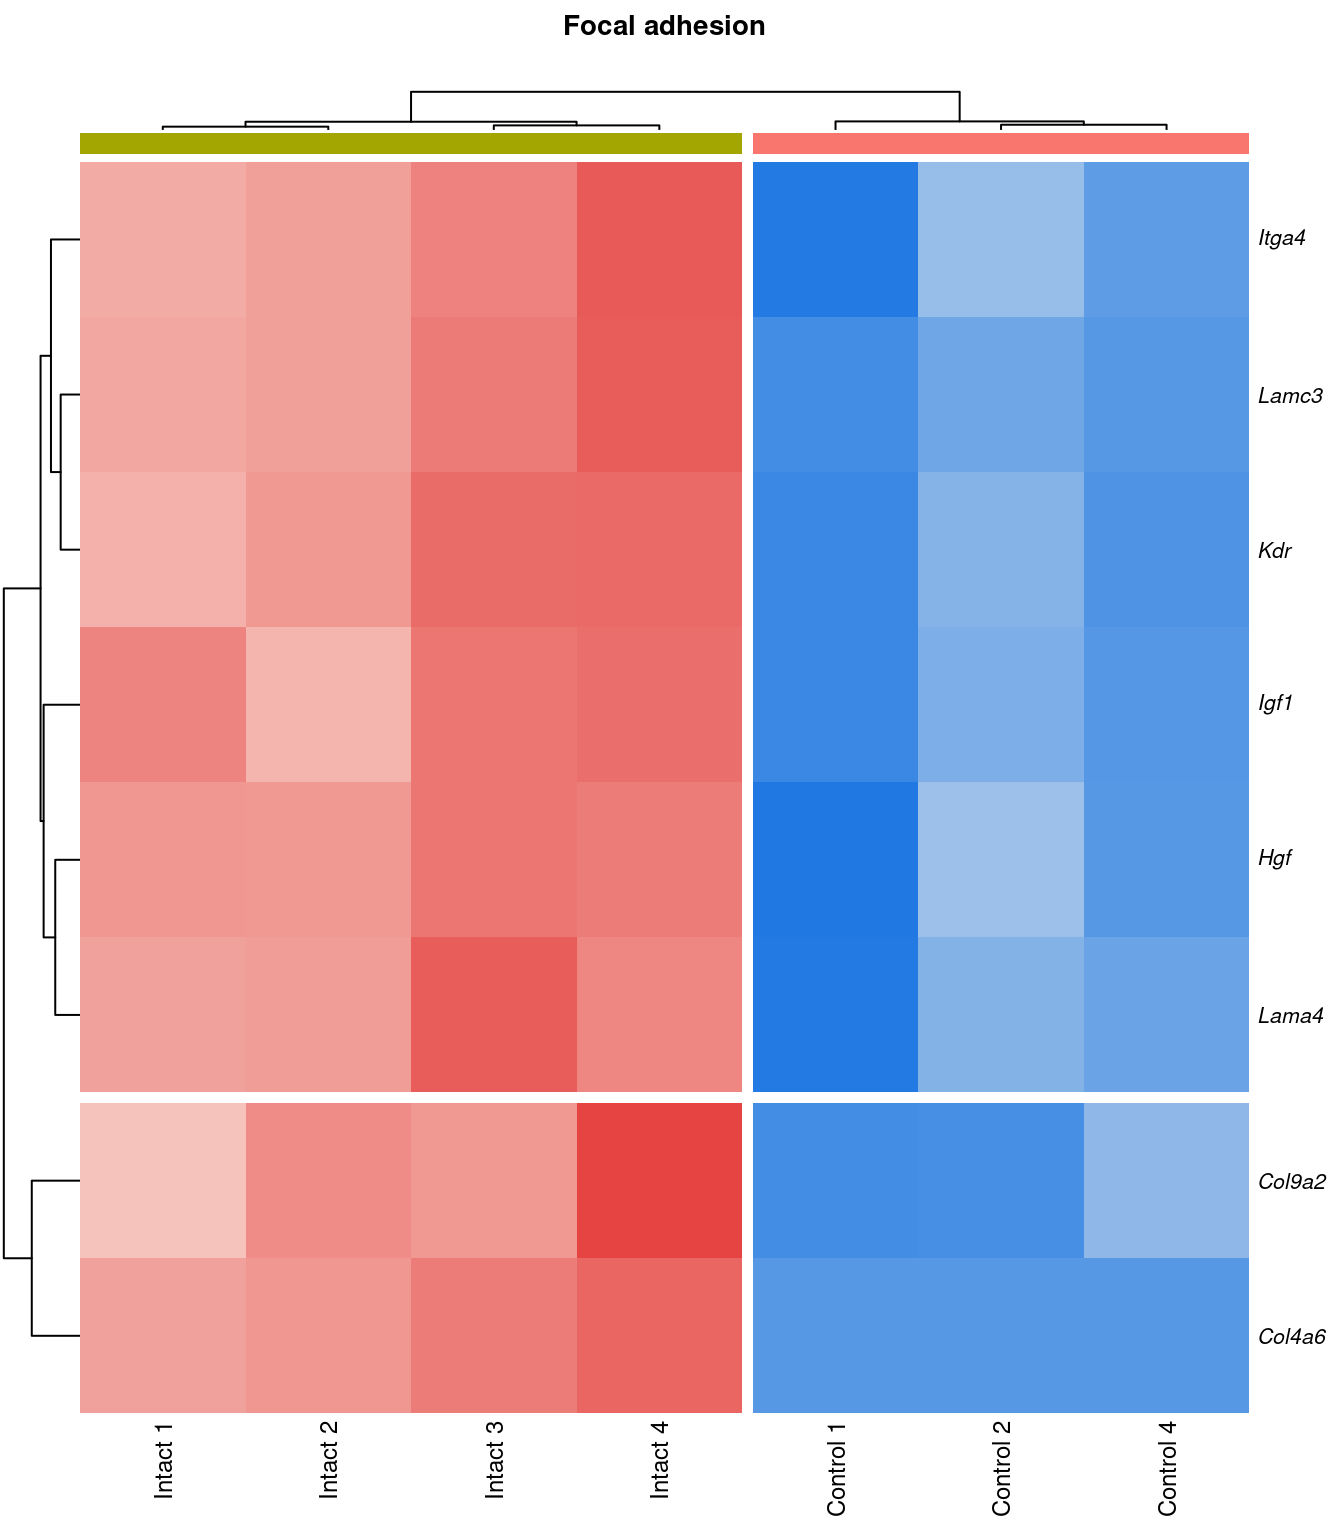 Focal adhesion
Itga4
Lamc3
Kdr
Igf1
Hgf
Lama4
Col9a2
Col4a6
Intact 1
Intact 2
Intact 3
Intact 4
Control 1
Control 2
Control 4